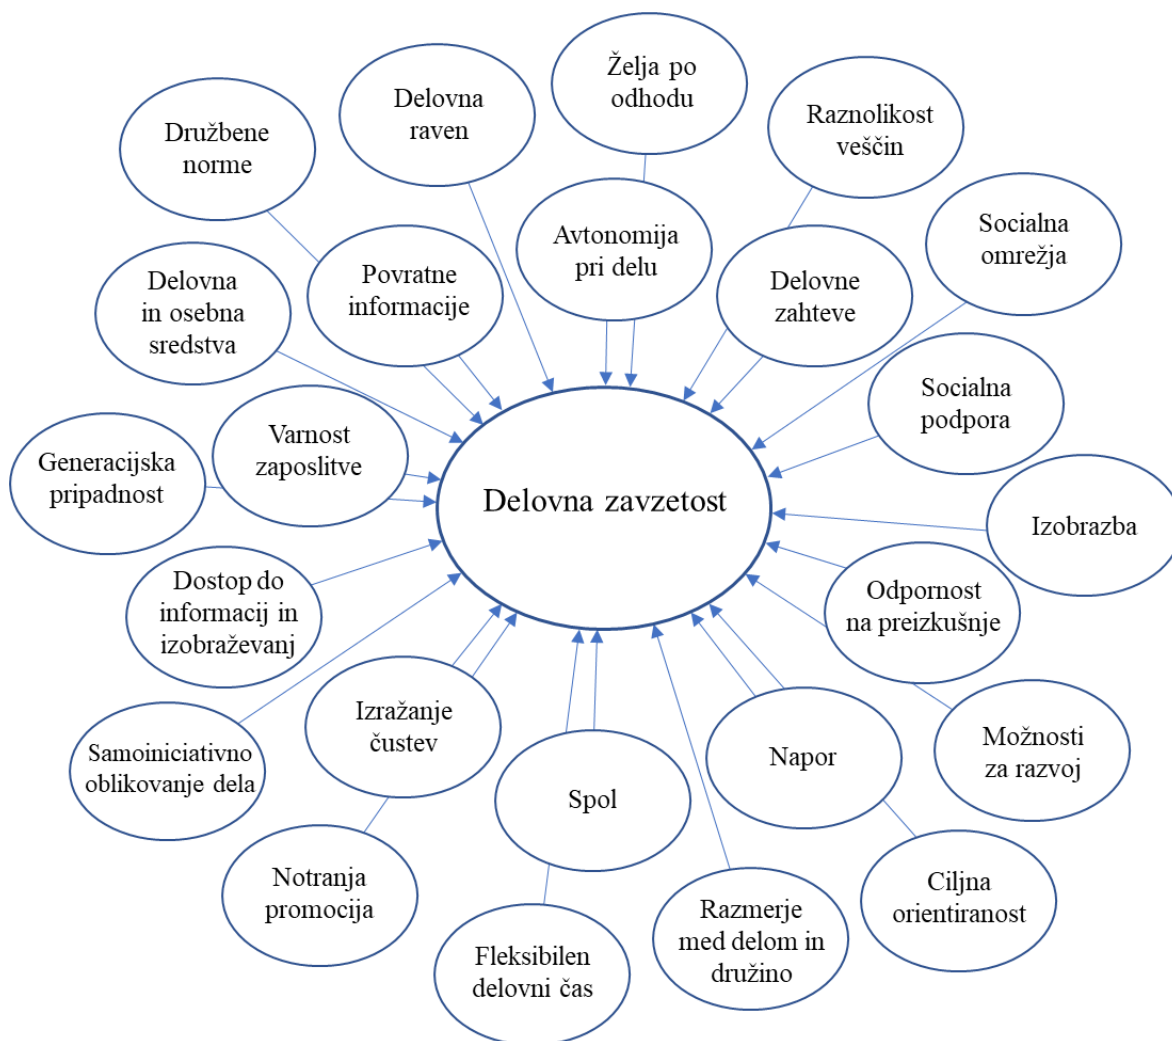 Želja po
odhodu
Delovna
raven
Raznolikost
veščin
Družbene
norme
Socialna
omrežja
Avtonomija
pri delu
Povratne
informacije
Delovne
zahteve
Delovna
in osebna
sredstva
Socialna
podpora
Varnost
zaposlitve
Generacijska
pripadnost
Delovna zavzetost
Izobrazba
Dostop do
informacij in
izobraževanj
Odpornost
na preizkušnje
Izražanje
čustev
Samoiniciativno
oblikovanje dela
Možnosti
za razvoj
Napor
Spol
Notranja
promocija
Ciljna
orientiranost
Razmerje
med delom in
družino
Fleksibilen
delovni čas